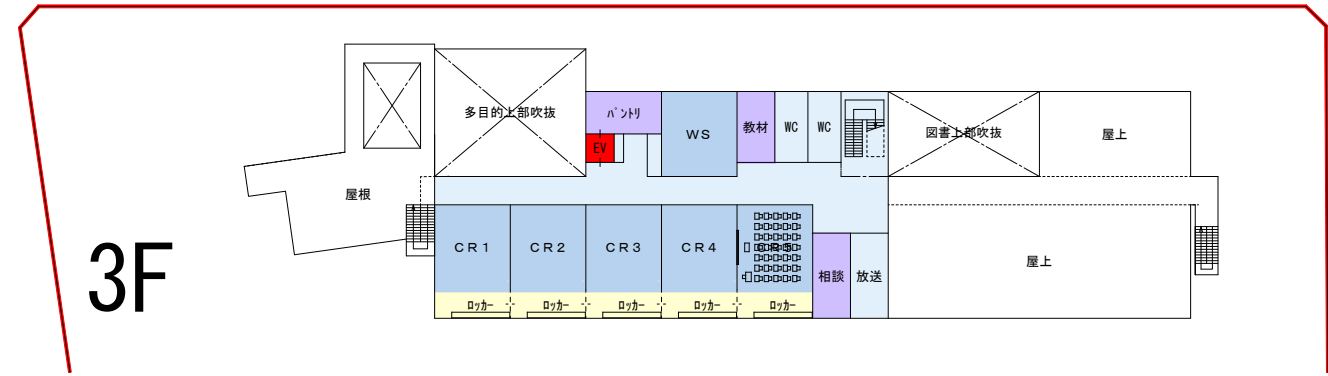 多目的上部吹抜
パントリ
EV
WS
教材
WC
WC
図書上部吹抜
屋上
屋根
3F
CR1
CR2
CR3
CR4
CR5
相談
放送
屋上
ロッカー
ロッカー
ロッカー
ロッカー
ロッカー